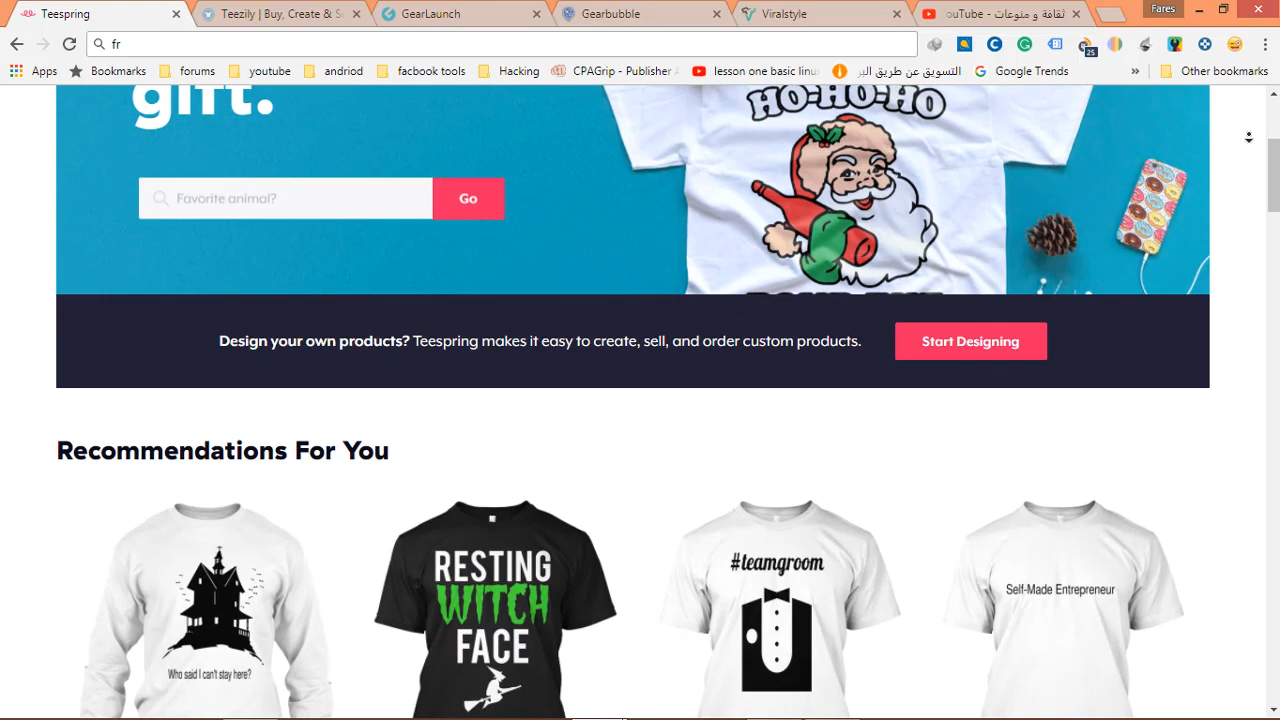 Teespring
Teezily | Buy, Create & S
GearLaunch
Gearbubble
Viralstyle
ثقافة و منوعات - ouTube
Fares
fr
25
Apps
Bookmarks
forums
youtube
andriod
facbook tools
Hacking
CPAGrip - Publisher
lesson one basic linu
التسويق عن طريق البر
Google Trends
»
Other bookmarks
gift.
HO-HO-HO
Favorite animal?
Go
Design your own products? Teespring makes it easy to create, sell, and order custom products.
Start Designing
Recommendations For You
Who said I can't stay here?
RESTING
WITCH
FACE
#teamgroom
Self-Made Entrepreneur